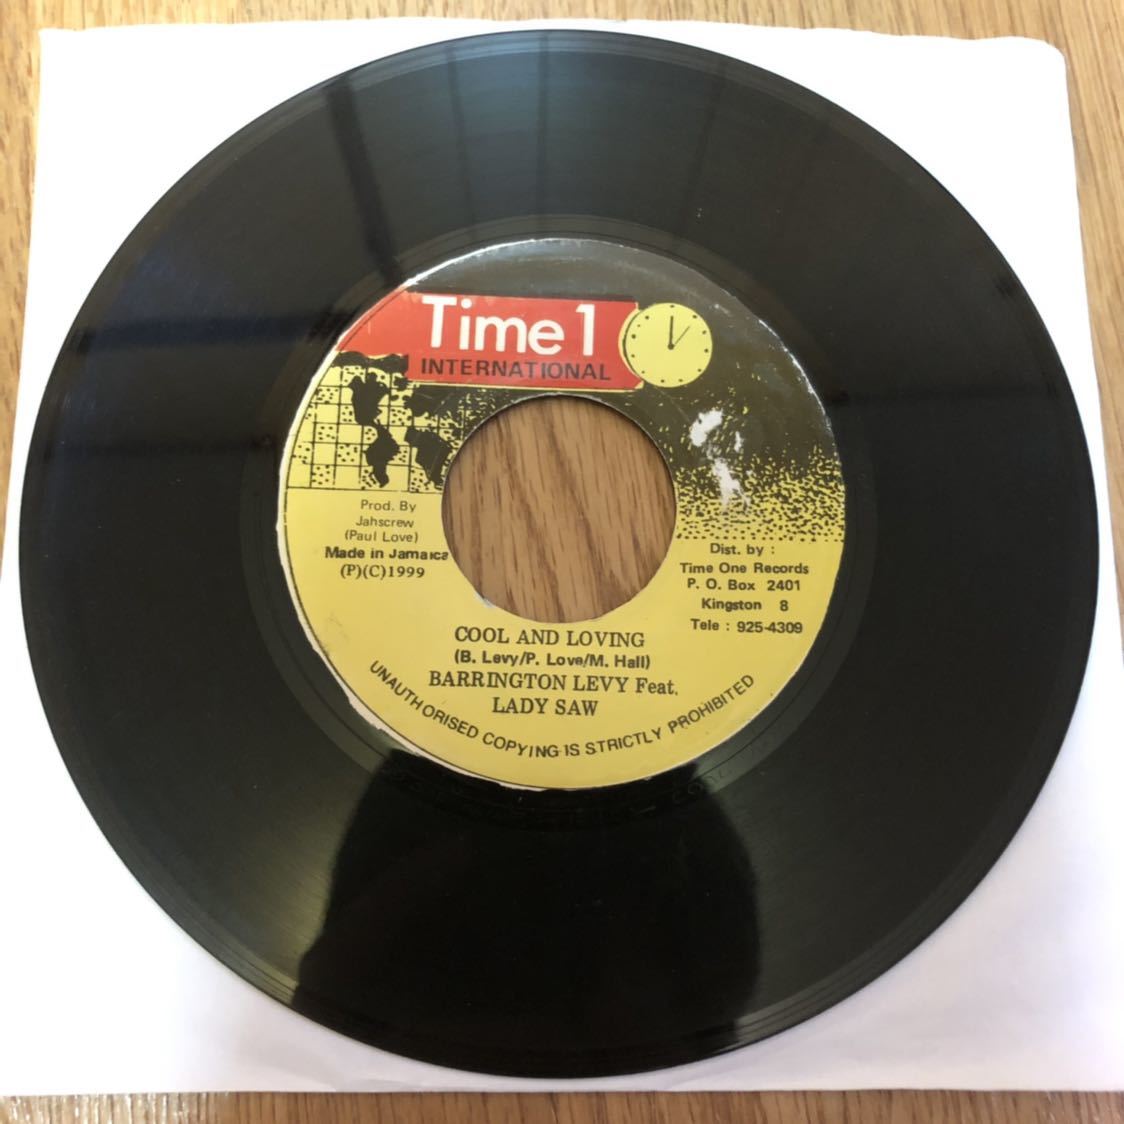 Time 1
INTERNATIONAL
Prod. By
Jahscrew
(Paul Love)
Made in Jamaica
(P)(C)1999
Dist. by :
Time One Records
P. O. Box 2401
Kingston 8
Tele : 925-4309
COOL AND LOVING
(B. Levy/P. Love/M. Hall)
BARRINGTON LEVY Feat.
LADY SAW
UNAUTHORISED COPYING IS STRICTLY PROHIBITED